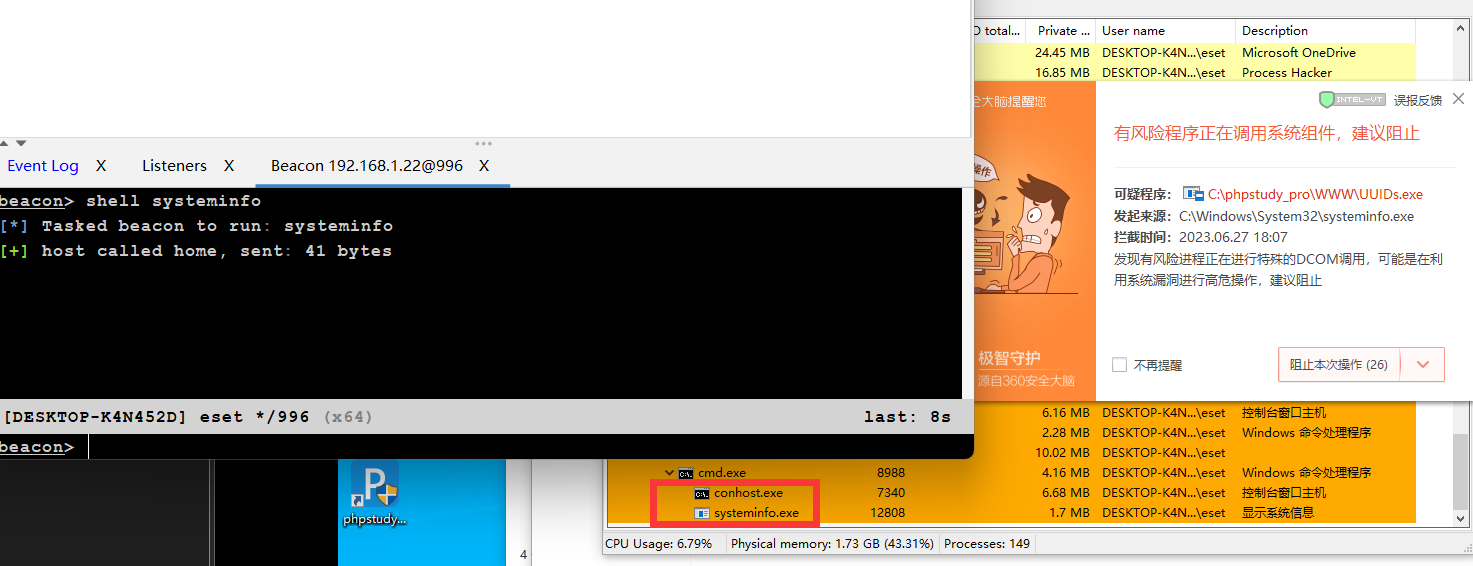 Event Log X Listeners X Beacon 192.168.1.22@996 X
beacon> shell systeminfo
[*] Tasked beacon to run: systeminfo
[+] host called home, sent: 41 bytes
[DESKTOP-K4N452D] eset */996 (x64) last: 8s
beacon>
total... Private ... User name Description
24.45 MB DESKTOP-K4N...\eset Microsoft OneDrive
16.85 MB DESKTOP-K4N...\eset Process Hacker
全大脑提醒您
INTEL-VT 误报反馈
有风险程序正在调用系统组件，建议阻止
操作
可疑程序： C:\phpstudy_pro\WWW\UUIDs.exe
发起来源： C:\Windows\System32\systeminfo.exe
拦截时间： 2023.06.27 18:07
发现有风险进程正在进行特殊的DCOM调用，可能是在利
用系统漏洞进行高危操作，建议阻止
极智守护
源自360安全大脑
不再提醒
阻止本次操作 (26)
6.16 MB DESKTOP-K4N...\eset 控制台窗口主机
2.28 MB DESKTOP-K4N...\eset Windows 命令处理程序
10.02 MB DESKTOP-K4N...\eset
cmd.exe 8988 4.16 MB DESKTOP-K4N...\eset Windows 命令处理程序
conhost.exe 7340 6.68 MB DESKTOP-K4N...\eset 控制台窗口主机
systeminfo.exe 12808 1.7 MB DESKTOP-K4N...\eset 显示系统信息
CPU Usage: 6.79% Physical memory: 1.73 GB (43.31%) Processes: 149
phpstudy...
4